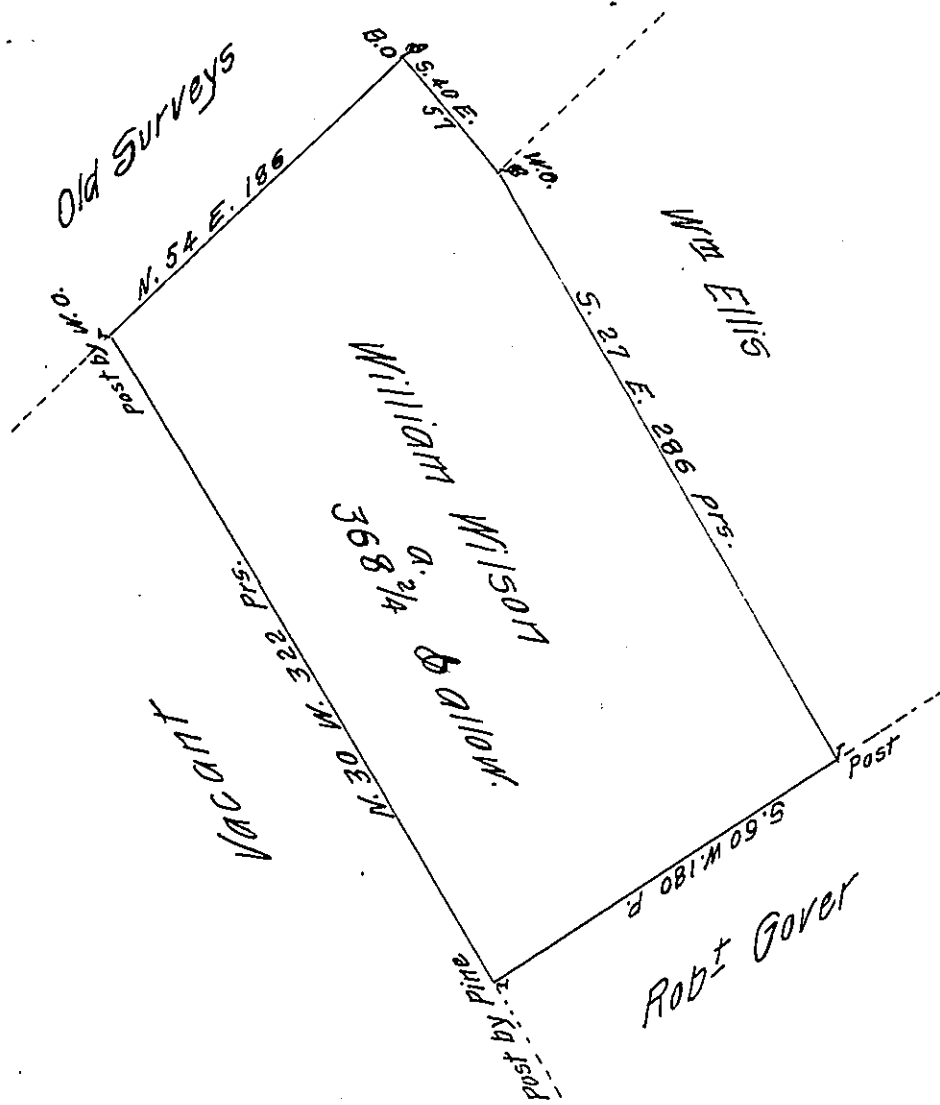 Old Surveys
B.O
S. 40 E.
57
W.O.
N. 54 E. 186
Post by W.O.
Wm Ellis
S. 27 E. 286 prs.
William Wilson
a.
368 2/4
& allow.
N. 30 W. 322 prs.
Vacant
Post
S. 60 W. 180 P.
Post by Pine
Robt Gover